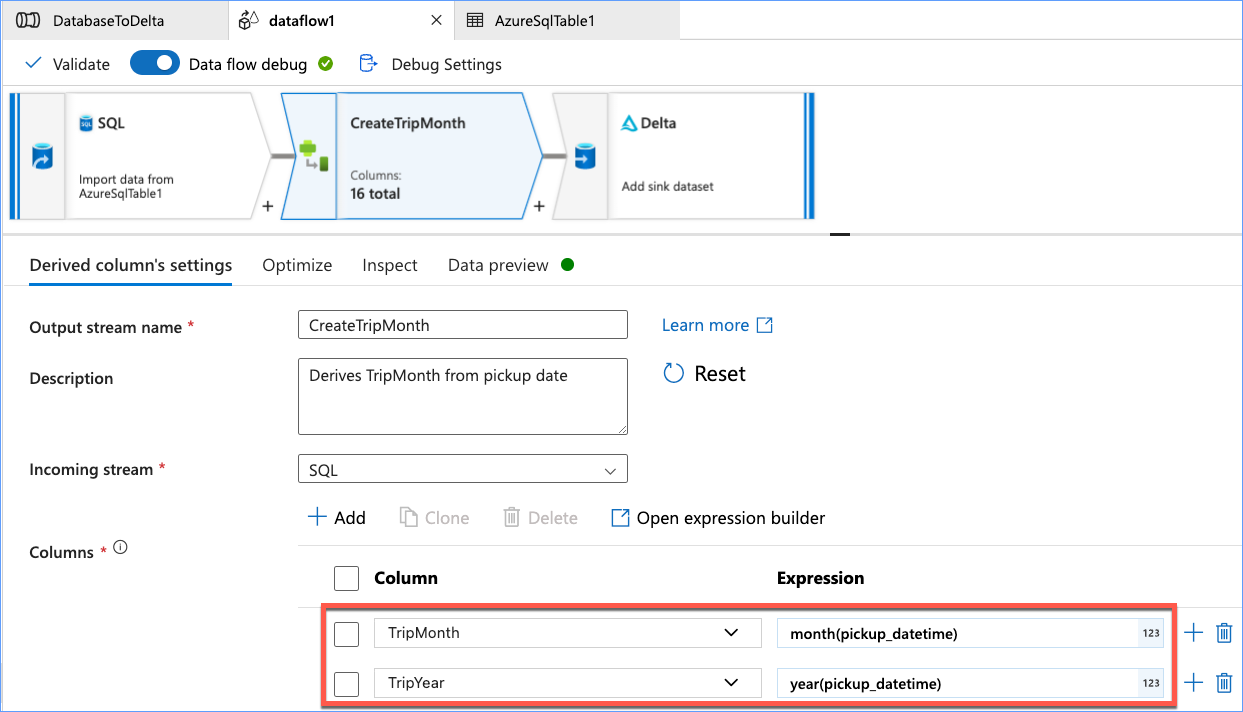 DatabaseToDelta
dataflow1
AzureSqlTable1
Validate
Data flow debug
Debug Settings
SQL
SQL
Import data from
AzureSqlTable1
+
CreateTripMonth
Columns:
16 total
+
Delta
Add sink dataset
Derived column's settings
Optimize
Inspect
Data preview
Output stream name *
CreateTripMonth
Learn more
Description
Derives TripMonth from pickup date
Reset
Incoming stream *
SQL
Add
Clone
Delete
Open expression builder
Columns *
Column
Expression
TripMonth
month(pickup_datetime)
123
TripYear
year(pickup_datetime)
123